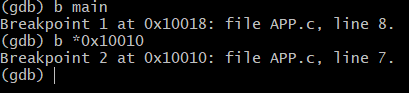 (gdb) b main
Breakpoint 1 at 0x10018: file APP.c, line 8.
(gdb) b *0x10010
Breakpoint 2 at 0x10010: file APP.c, line 7.
(gdb)